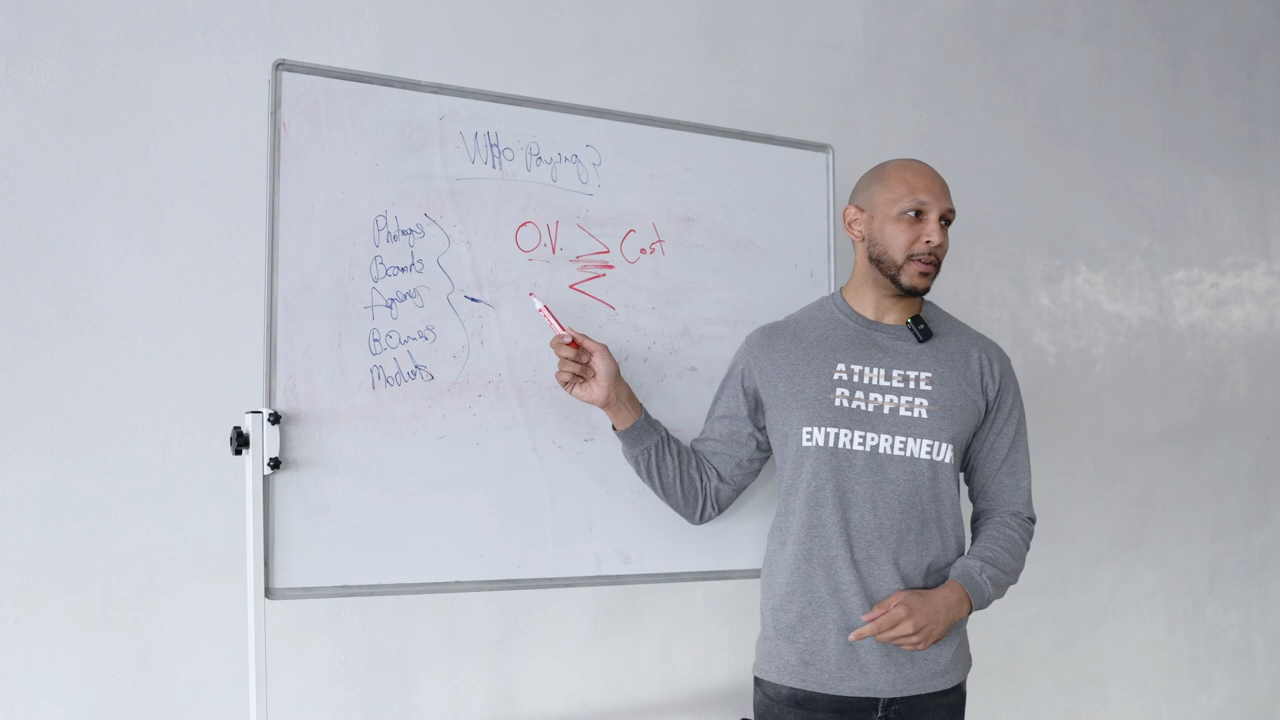 Who Paying?
Photogs
Brands
Agency
B.Owners
Models
O.V. > Cost
=
<
ATHLETE
RAPPER
ENTREPRENEUR